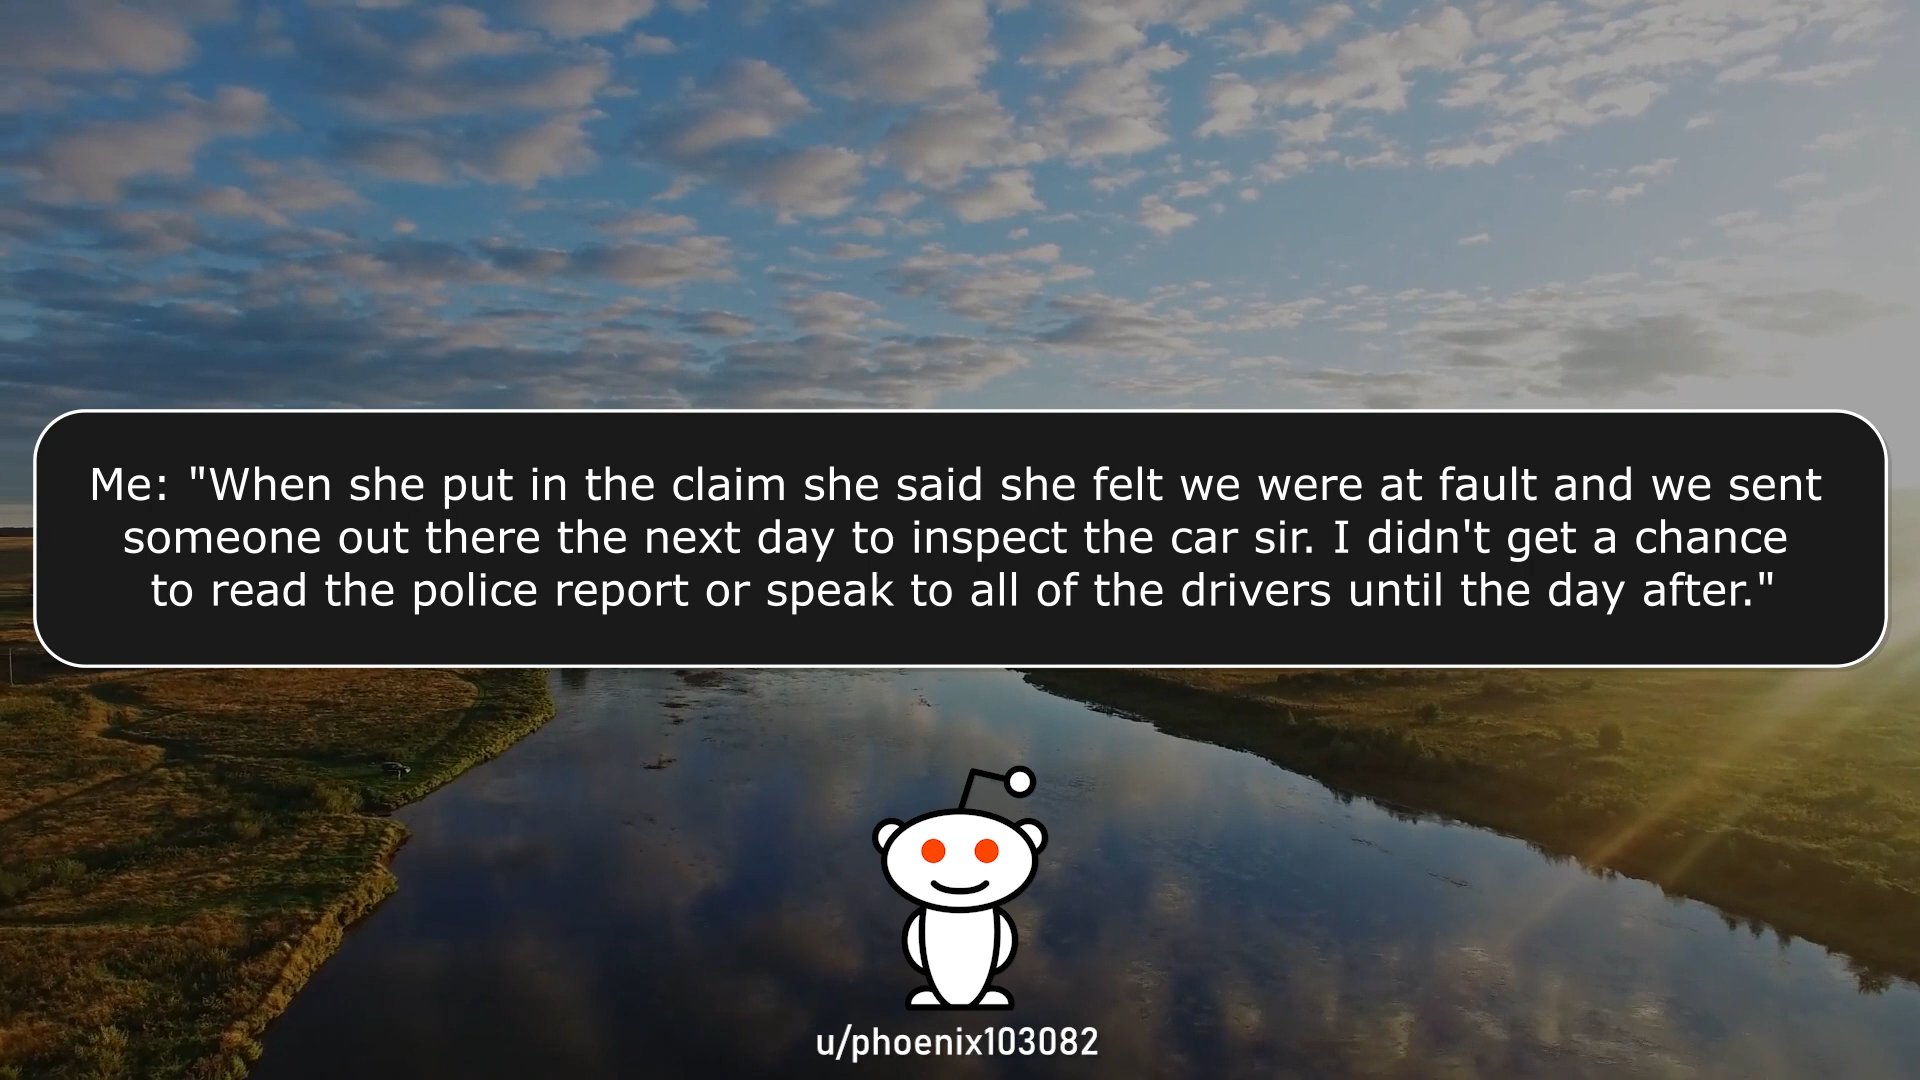 Me: "When she put in the claim she said she felt we were at fault and we sent
someone out there the next day to inspect the car sir. I didn't get a chance
to read the police report or speak to all of the drivers until the day after."
u/phoenix103082